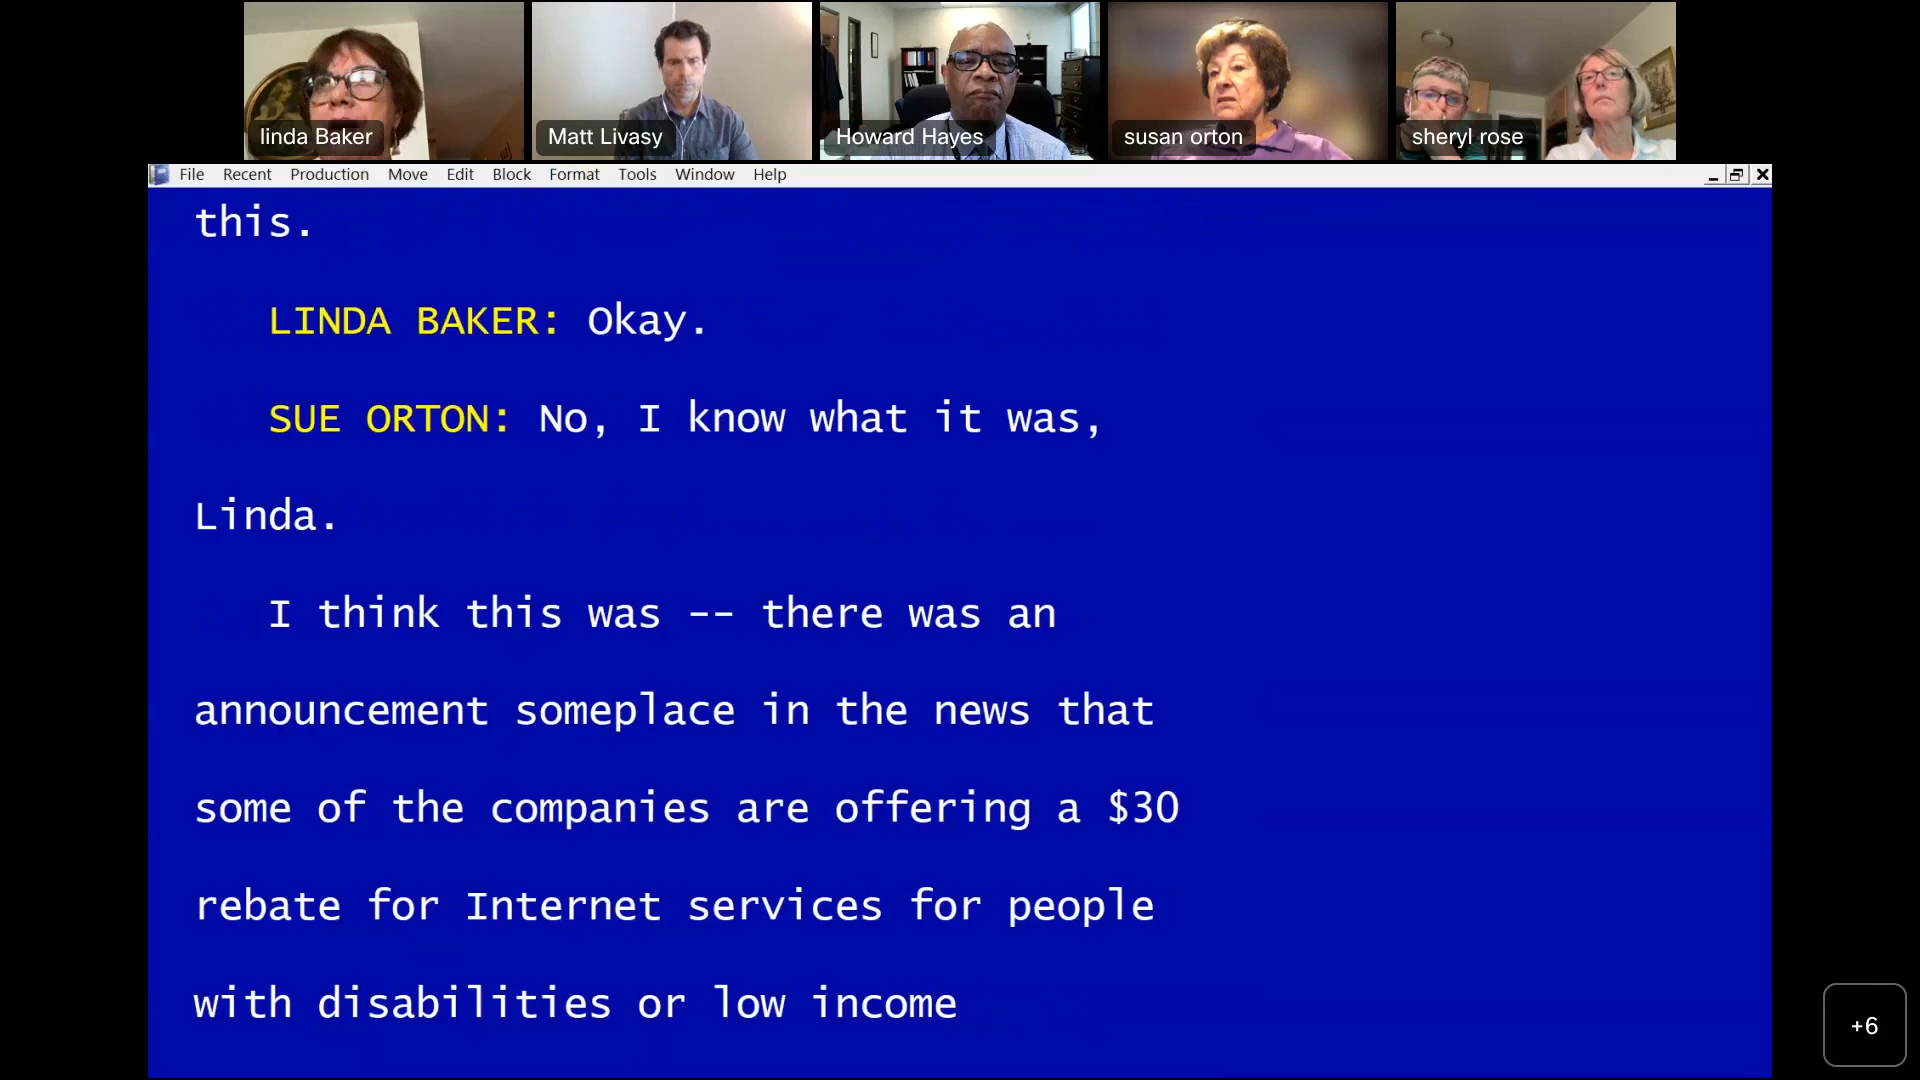 linda Baker
Matt Livasy
Howard Hayes
susan orton
sheryl rose
File Recent Production Move Edit Block Format Tools Window Help
this.
LINDA BAKER: Okay.
SUE ORTON: No, I know what it was,
Linda.
I think this was -- there was an
announcement someplace in the news that
some of the companies are offering a $30
rebate for Internet services for people
with disabilities or low income
+6